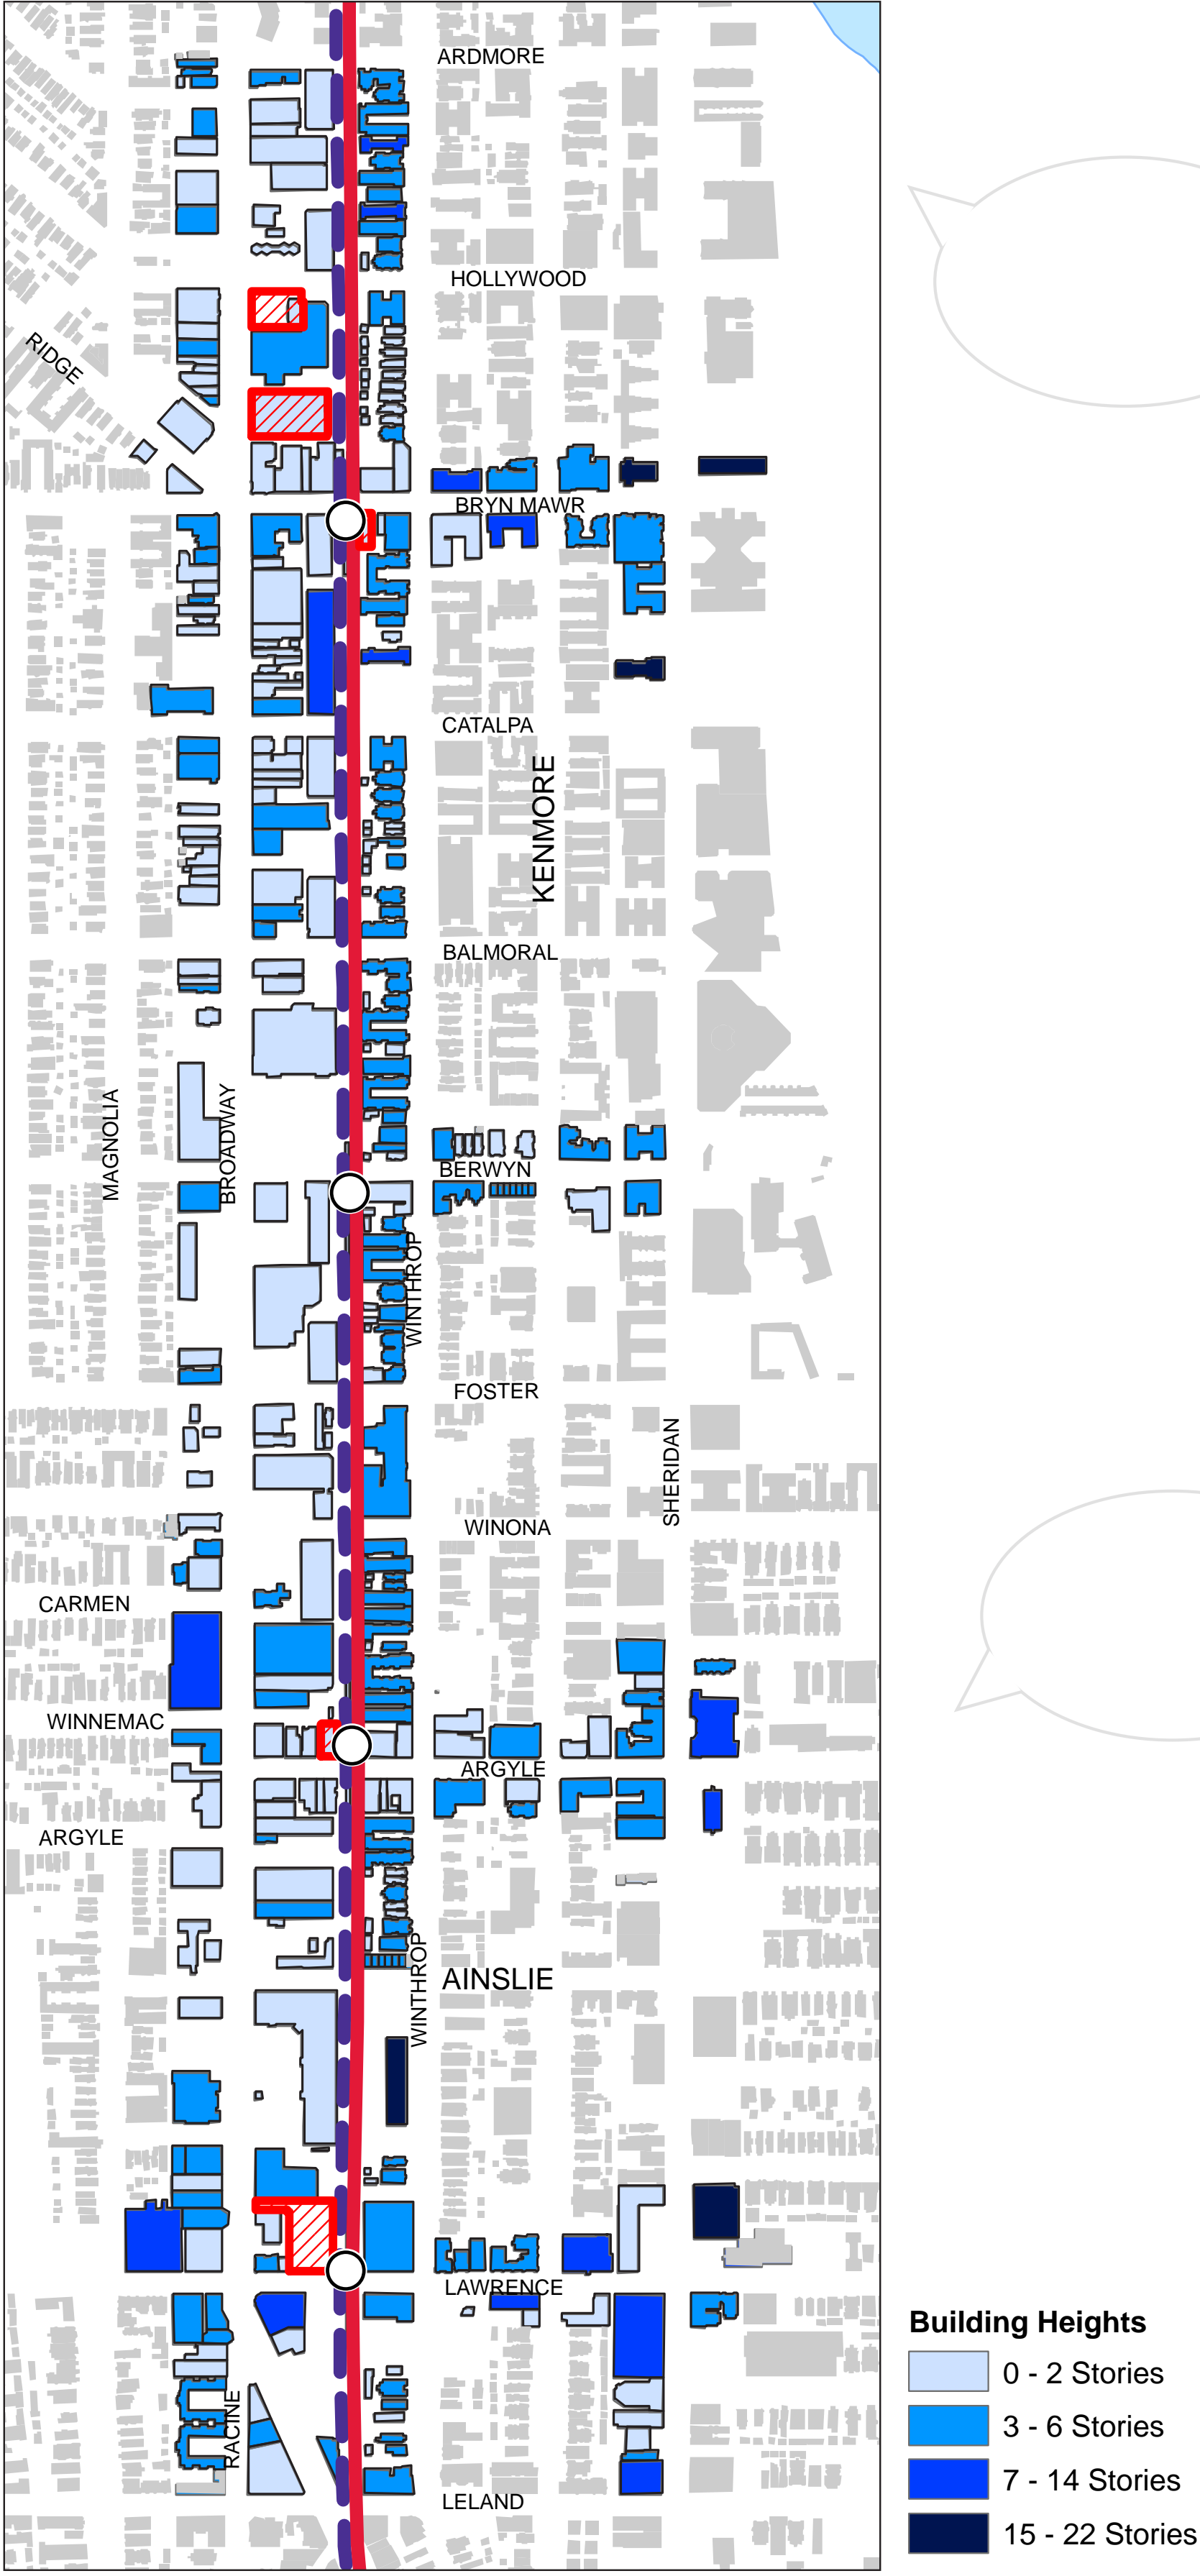 ARDMORE
HOLLYWOOD
RIDGE
BRYN MAWR
CATALPA
KENMORE
BALMORAL
MAGNOLIA
BROADWAY
BERWYN
WINTHROP
FOSTER
SHERIDAN
WINONA
CARMEN
WINNEMAC
ARGYLE
ARGYLE
WINTHROP
AINSLIE
LAWRENCE
RACINE
LELAND
Building Heights
0 - 2 Stories
3 - 6 Stories
7 - 14 Stories
15 - 22 Stories